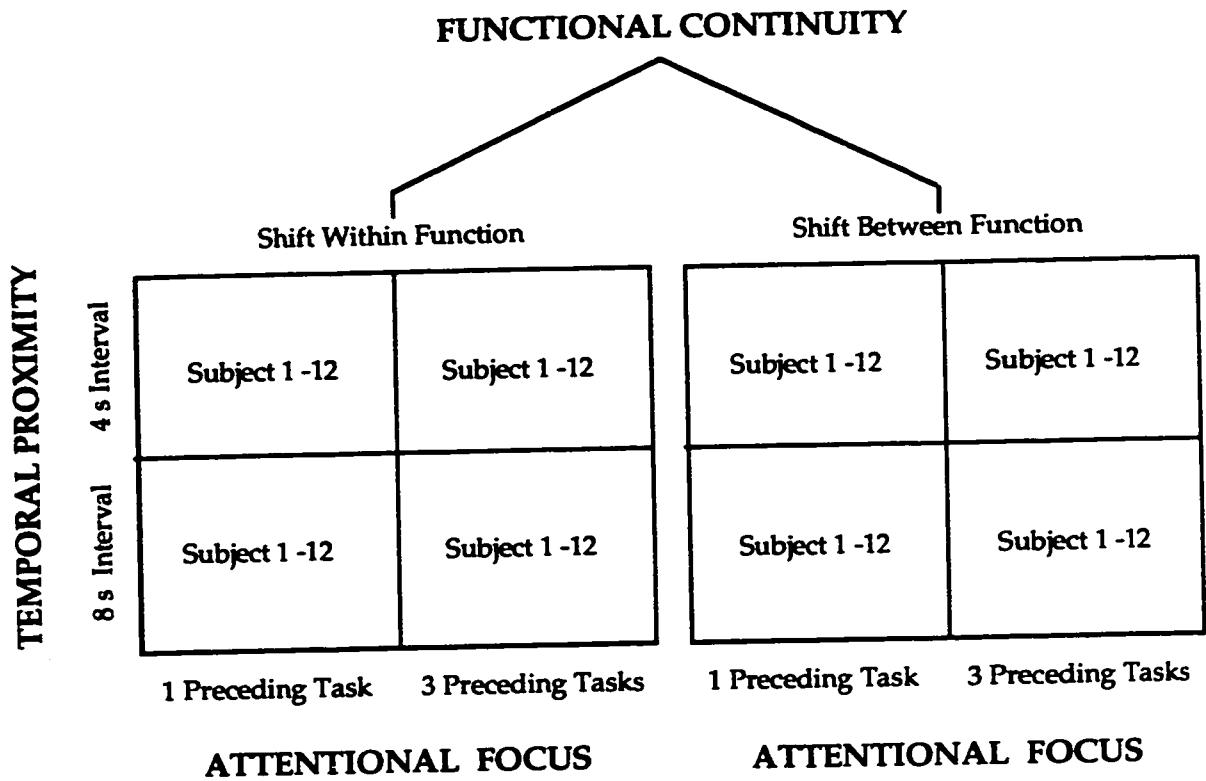 FUNCTIONAL CONTINUITY
Shift Within Function
Shift Between Function
TEMPORAL PROXIMITY
4 s Interval
Subject 1 -12
Subject 1 -12
Subject 1 -12
Subject 1 -12
8 s Interval
Subject 1 -12
Subject 1 -12
Subject 1 -12
Subject 1 -12
1 Preceding Task
3 Preceding Tasks
1 Preceding Task
3 Preceding Tasks
ATTENTIONAL FOCUS
ATTENTIONAL FOCUS